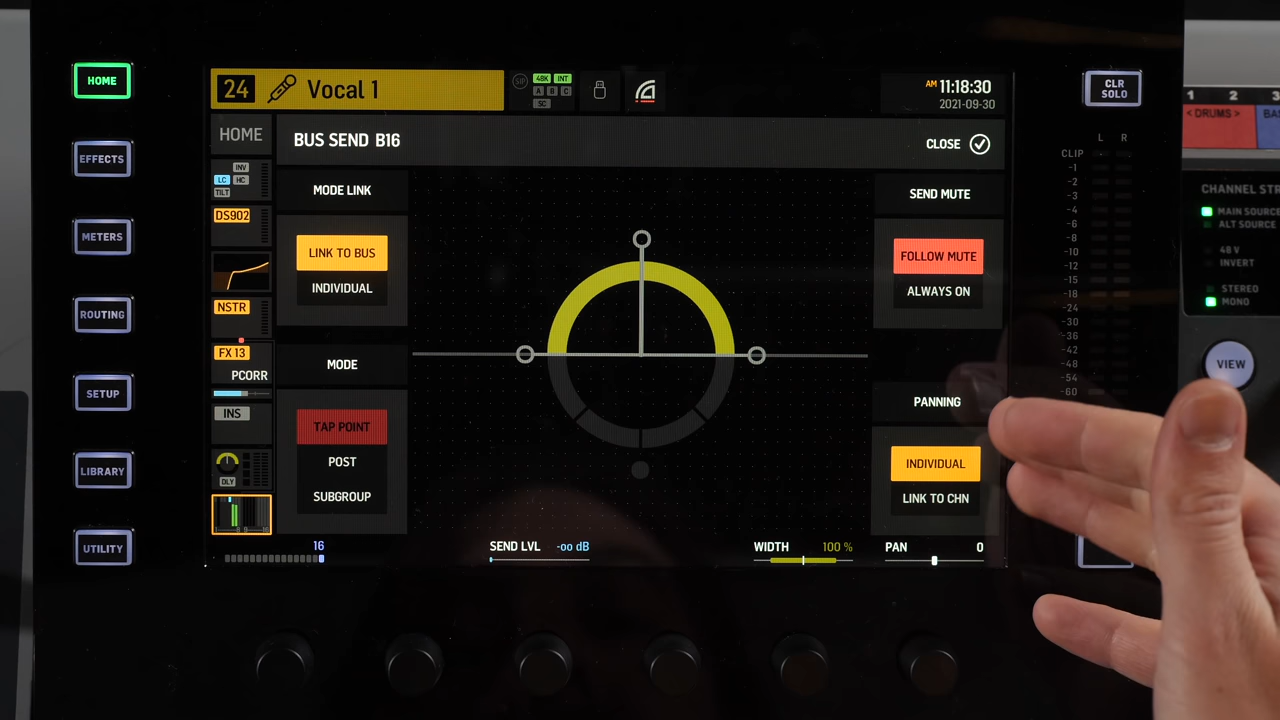 HOME
EFFECTS
METERS
ROUTING
SETUP
LIBRARY
UTILITY
24 Vocal 1
SIP
48K INT
A B C
SC
AM 11:18:30
2021-09-30
HOME
BUS SEND B16
CLOSE
INV
LC HC
TILT
DS902
NSTR
FX 13
PCORR
INS
DLY
MODE LINK
LINK TO BUS
INDIVIDUAL
MODE
TAP POINT
POST
SUBGROUP
SEND MUTE
FOLLOW MUTE
ALWAYS ON
PANNING
INDIVIDUAL
LINK TO CHN
16
SEND LVL -oo dB
WIDTH 100 %
PAN 0
CLR
SOLO
L R
CLIP
-1
-2
-3
-4
-6
-8
-10
-12
-15
-18
-24
-30
-36
-42
-48
-54
-60
1 2 3
< DRUMS >
CHANNEL STR
MAIN SOURCE
ALT SOURCE
48 V
INVERT
STEREO
MONO
VIEW